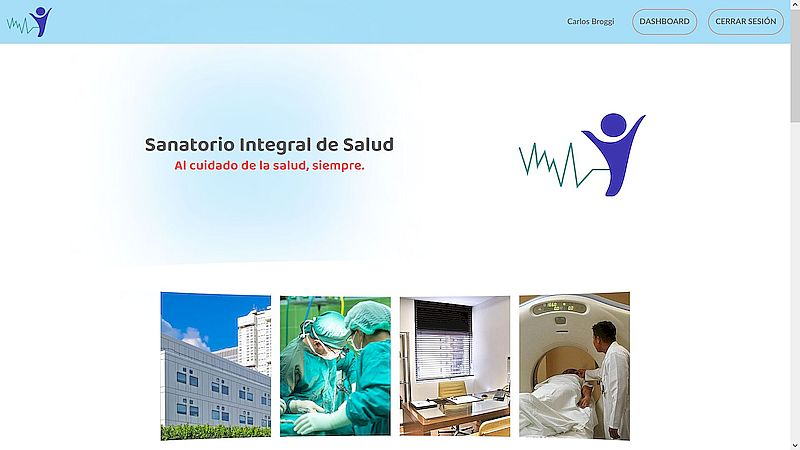 Carlos Broggi
DASHBOARD
CERRAR SESIÓN
Sanatorio Integral de Salud
Al cuidado de la salud, siempre.